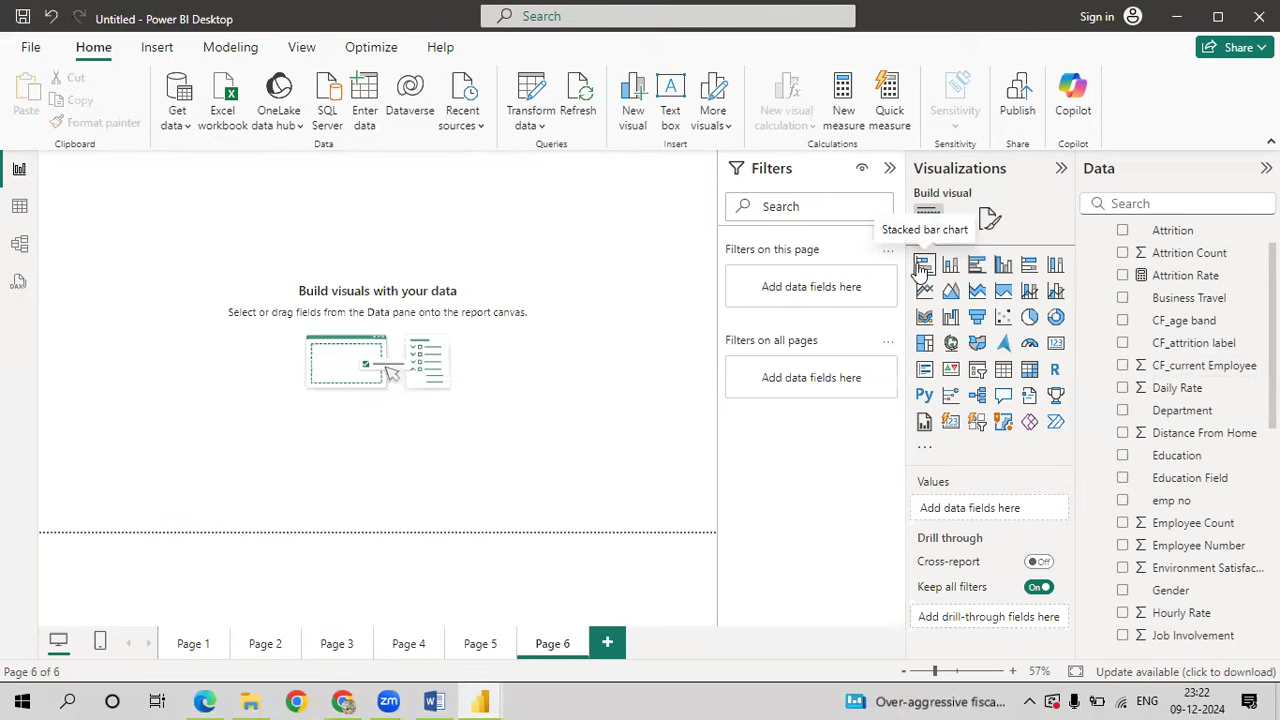 Untitled - Power BI Desktop
Search
Sign in
File
Home
Insert
Modeling
View
Optimize
Help
Share
Paste
Cut
Copy
Format painter
Get data
Excel workbook
OneLake data hub
SQL Server
Enter data
Dataverse
Recent sources
Transform data
Refresh
New visual
Text box
More visuals
New visual calculation
New measure
Quick measure
Sensitivity
Publish
Copilot
Clipboard
Data
Queries
Insert
Calculations
Sensitivity
Share
Copilot
Build visuals with your data
Select or drag fields from the Data pane onto the report canvas.
Filters
Search
Filters on this page
...
Add data fields here
Filters on all pages
...
Add data fields here
Visualizations
Build visual
Stacked bar chart
123
R
Py
123
...
Values
Add data fields here
Drill through
Cross-report
Off
Keep all filters
On
Add drill-through fields here
Data
Search
Attrition
Attrition Count
Attrition Rate
Business Travel
CF_age band
CF_attrition label
CF_current Employee
Daily Rate
Department
Distance From Home
Education
Education Field
emp no
Employee Count
Employee Number
Environment Satisfac...
Gender
Hourly Rate
Job Involvement
Page 1
Page 2
Page 3
Page 4
Page 5
Page 6
+
Page 6 of 6
- + 57%
Update available (click to download)
Over-aggressive fisca...
ENG
23:22
09-12-2024